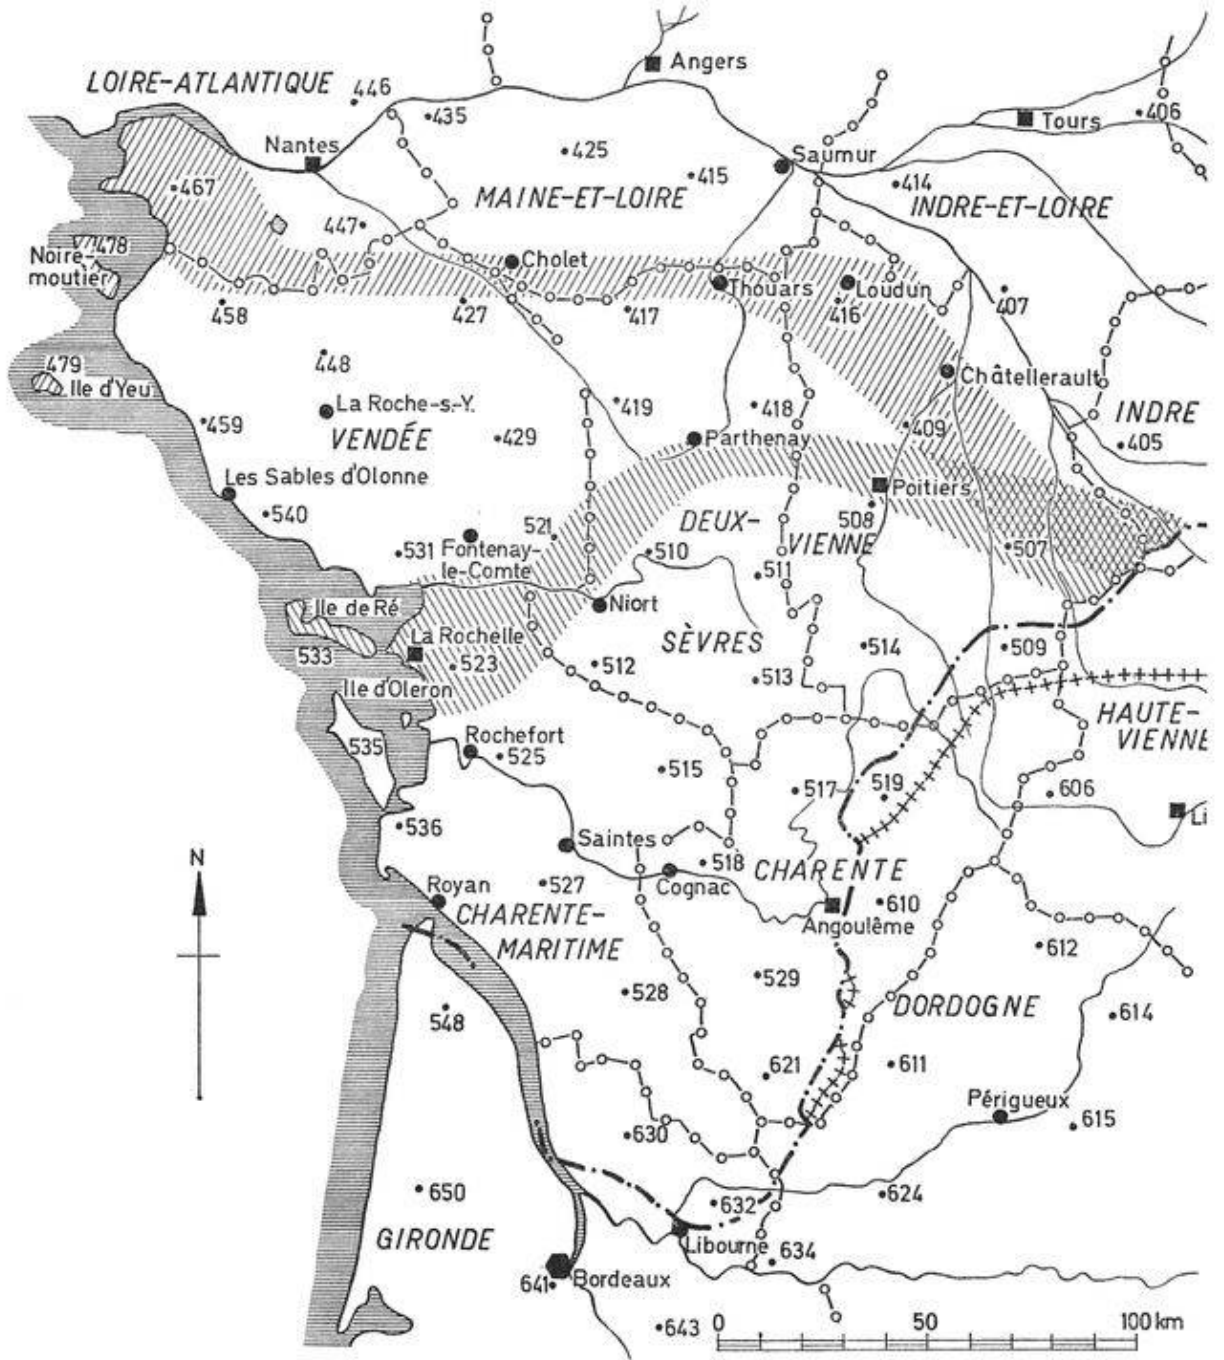 Angers
LOIRE-ATLANTIQUE
446
435
406
Tours
Nantes
425
Saumur
415
414
467
MAINE-ET-LOIRE
INDRE-ET-LOIRE
447
478
Noire-
moutier
Cholet
Thouars
Loudun
407
458
427
417
416
448
479
Ile d'Yeu
Châtellerault
La Roche-s.-Y.
419
418
INDRE
459
VENDÉE
429
409
405
Parthenay
Les Sables d'Olonne
Poitiers
540
521
DEUX-
508
VIENNE
531
Fontenay-
le-Comte
510
507
511
Ile de Ré
Niort
La Rochelle
SÈVRES
514
509
533
523
512
513
Ile d'Oleron
HAUTE-
VIENNE
535
Rochefort
525
515
517
519
606
Li
536
Saintes
518
CHARENTE
N
527
Cognac
Royan
610
CHARENTE-
MARITIME
Angoulême
612
529
528
DORDOGNE
548
614
621
611
Périgueux
630
615
650
632
624
GIRONDE
Libourne
634
641
Bordeaux
643
0 50 100 km